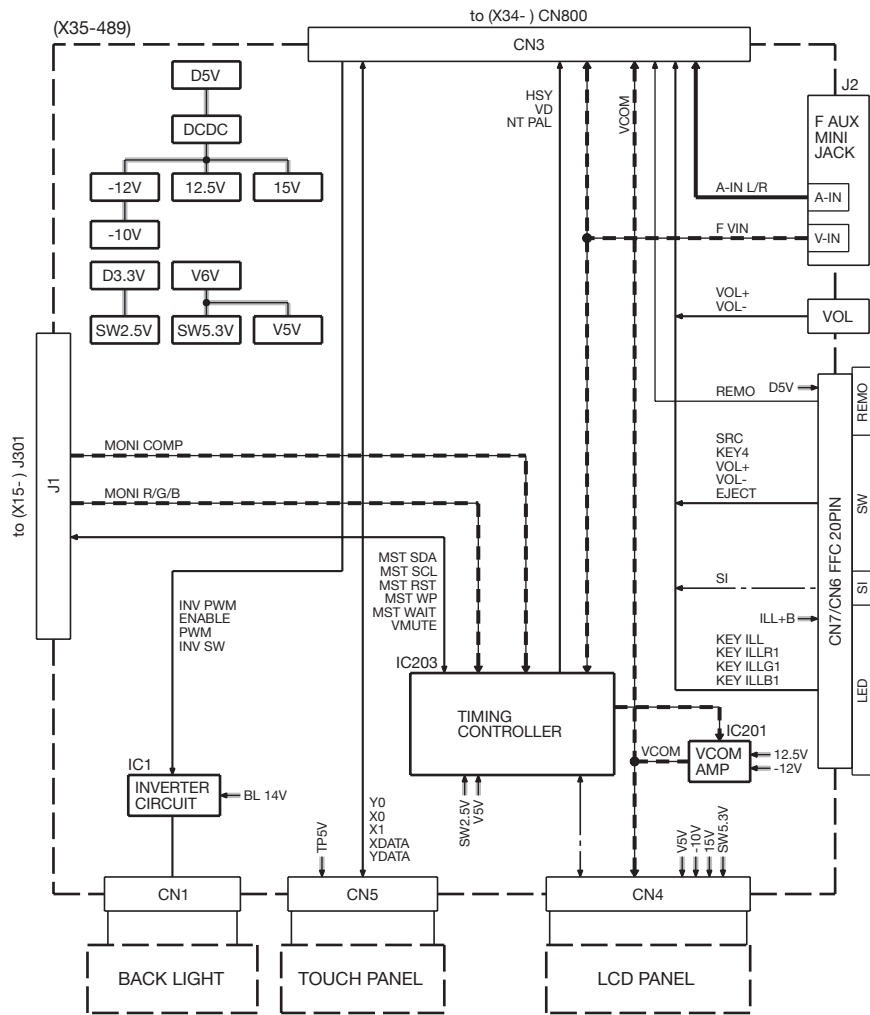 to (X34- ) CN800
(X35-489)
CN3
J2
D5V
DCDC
-12V
12.5V
15V
-10V
D3.3V
V6V
SW2.5V
SW5.3V
V5V
HSY
VD
NT PAL
VCOM
F AUX
MINI
JACK
A-IN L/R
A-IN
F VIN
V-IN
VOL+
VOL-
VOL
to (X15- ) J301
J1
MONI COMP
MONI R/G/B
MST SDA
MST SCL
MST RST
MST WP
MST WAIT
VMUTE
INV PWM
ENABLE
PWM
INV SW
REMO
D5V
SRC
KEY4
VOL+
VOL-
EJECT
SI
ILL+B
KEY ILL
KEY ILLR1
KEY ILLG1
KEY ILLB1
CN7/CN6 FFC 20PIN
REMO
SW
SI
LED
IC203
TIMING
CONTROLLER
IC201
VCOM
VCOM
AMP
12.5V
-12V
IC1
INVERTER
CIRCUIT
BL 14V
TP5V
Y0
X0
X1
XDATA
YDATA
SW2.5V
V5V
V5V
-10V
15V
SW5.3V
CN1
CN5
CN4
BACK LIGHT
TOUCH PANEL
LCD PANEL